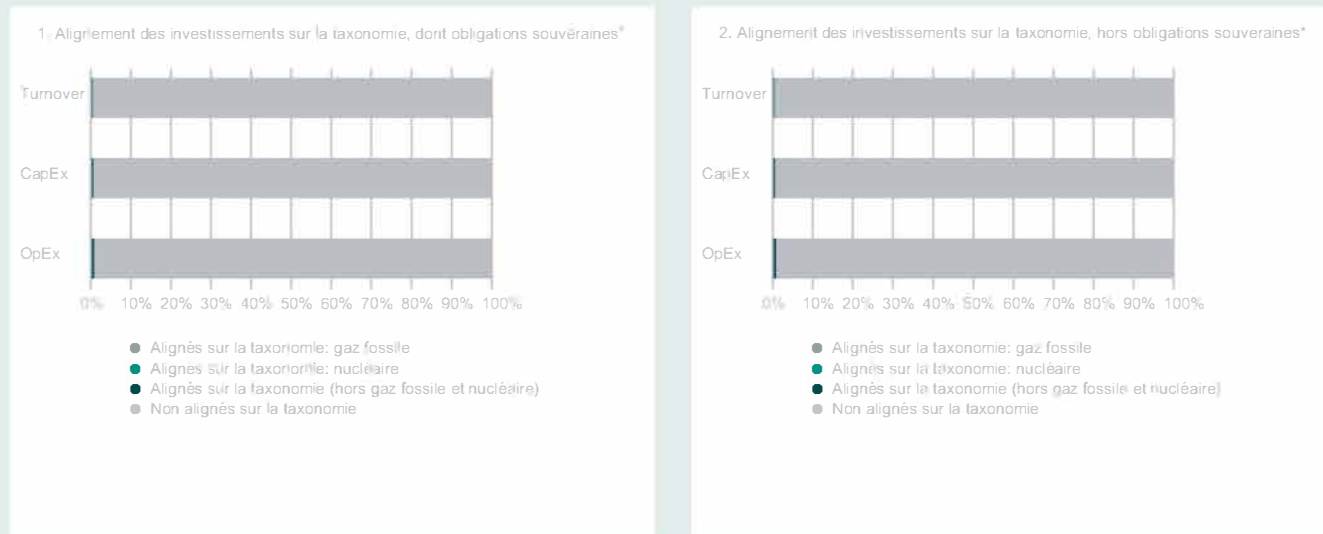 1. Alignement des investissements sur la taxonomie, dont obligations souveraines*
Turnover
CapEx
OpEx
0% 10% 20% 30% 40% 50% 60% 70% 80% 90% 100%
Alignés sur la taxonomie: gaz fossile
Alignés sur la taxonomie: nucléaire
Alignés sur la taxonomie (hors gaz fossile et nucléaire)
Non alignés sur la taxonomie
2. Alignement des investissements sur la taxonomie, hors obligations souveraines*
Turnover
CapEx
OpEx
0% 10% 20% 30% 40% 50% 60% 70% 80% 90% 100%
Alignés sur la taxonomie: gaz fossile
Alignés sur la taxonomie: nucléaire
Alignés sur la taxonomie (hors gaz fossile et nucléaire)
Non alignés sur la taxonomie